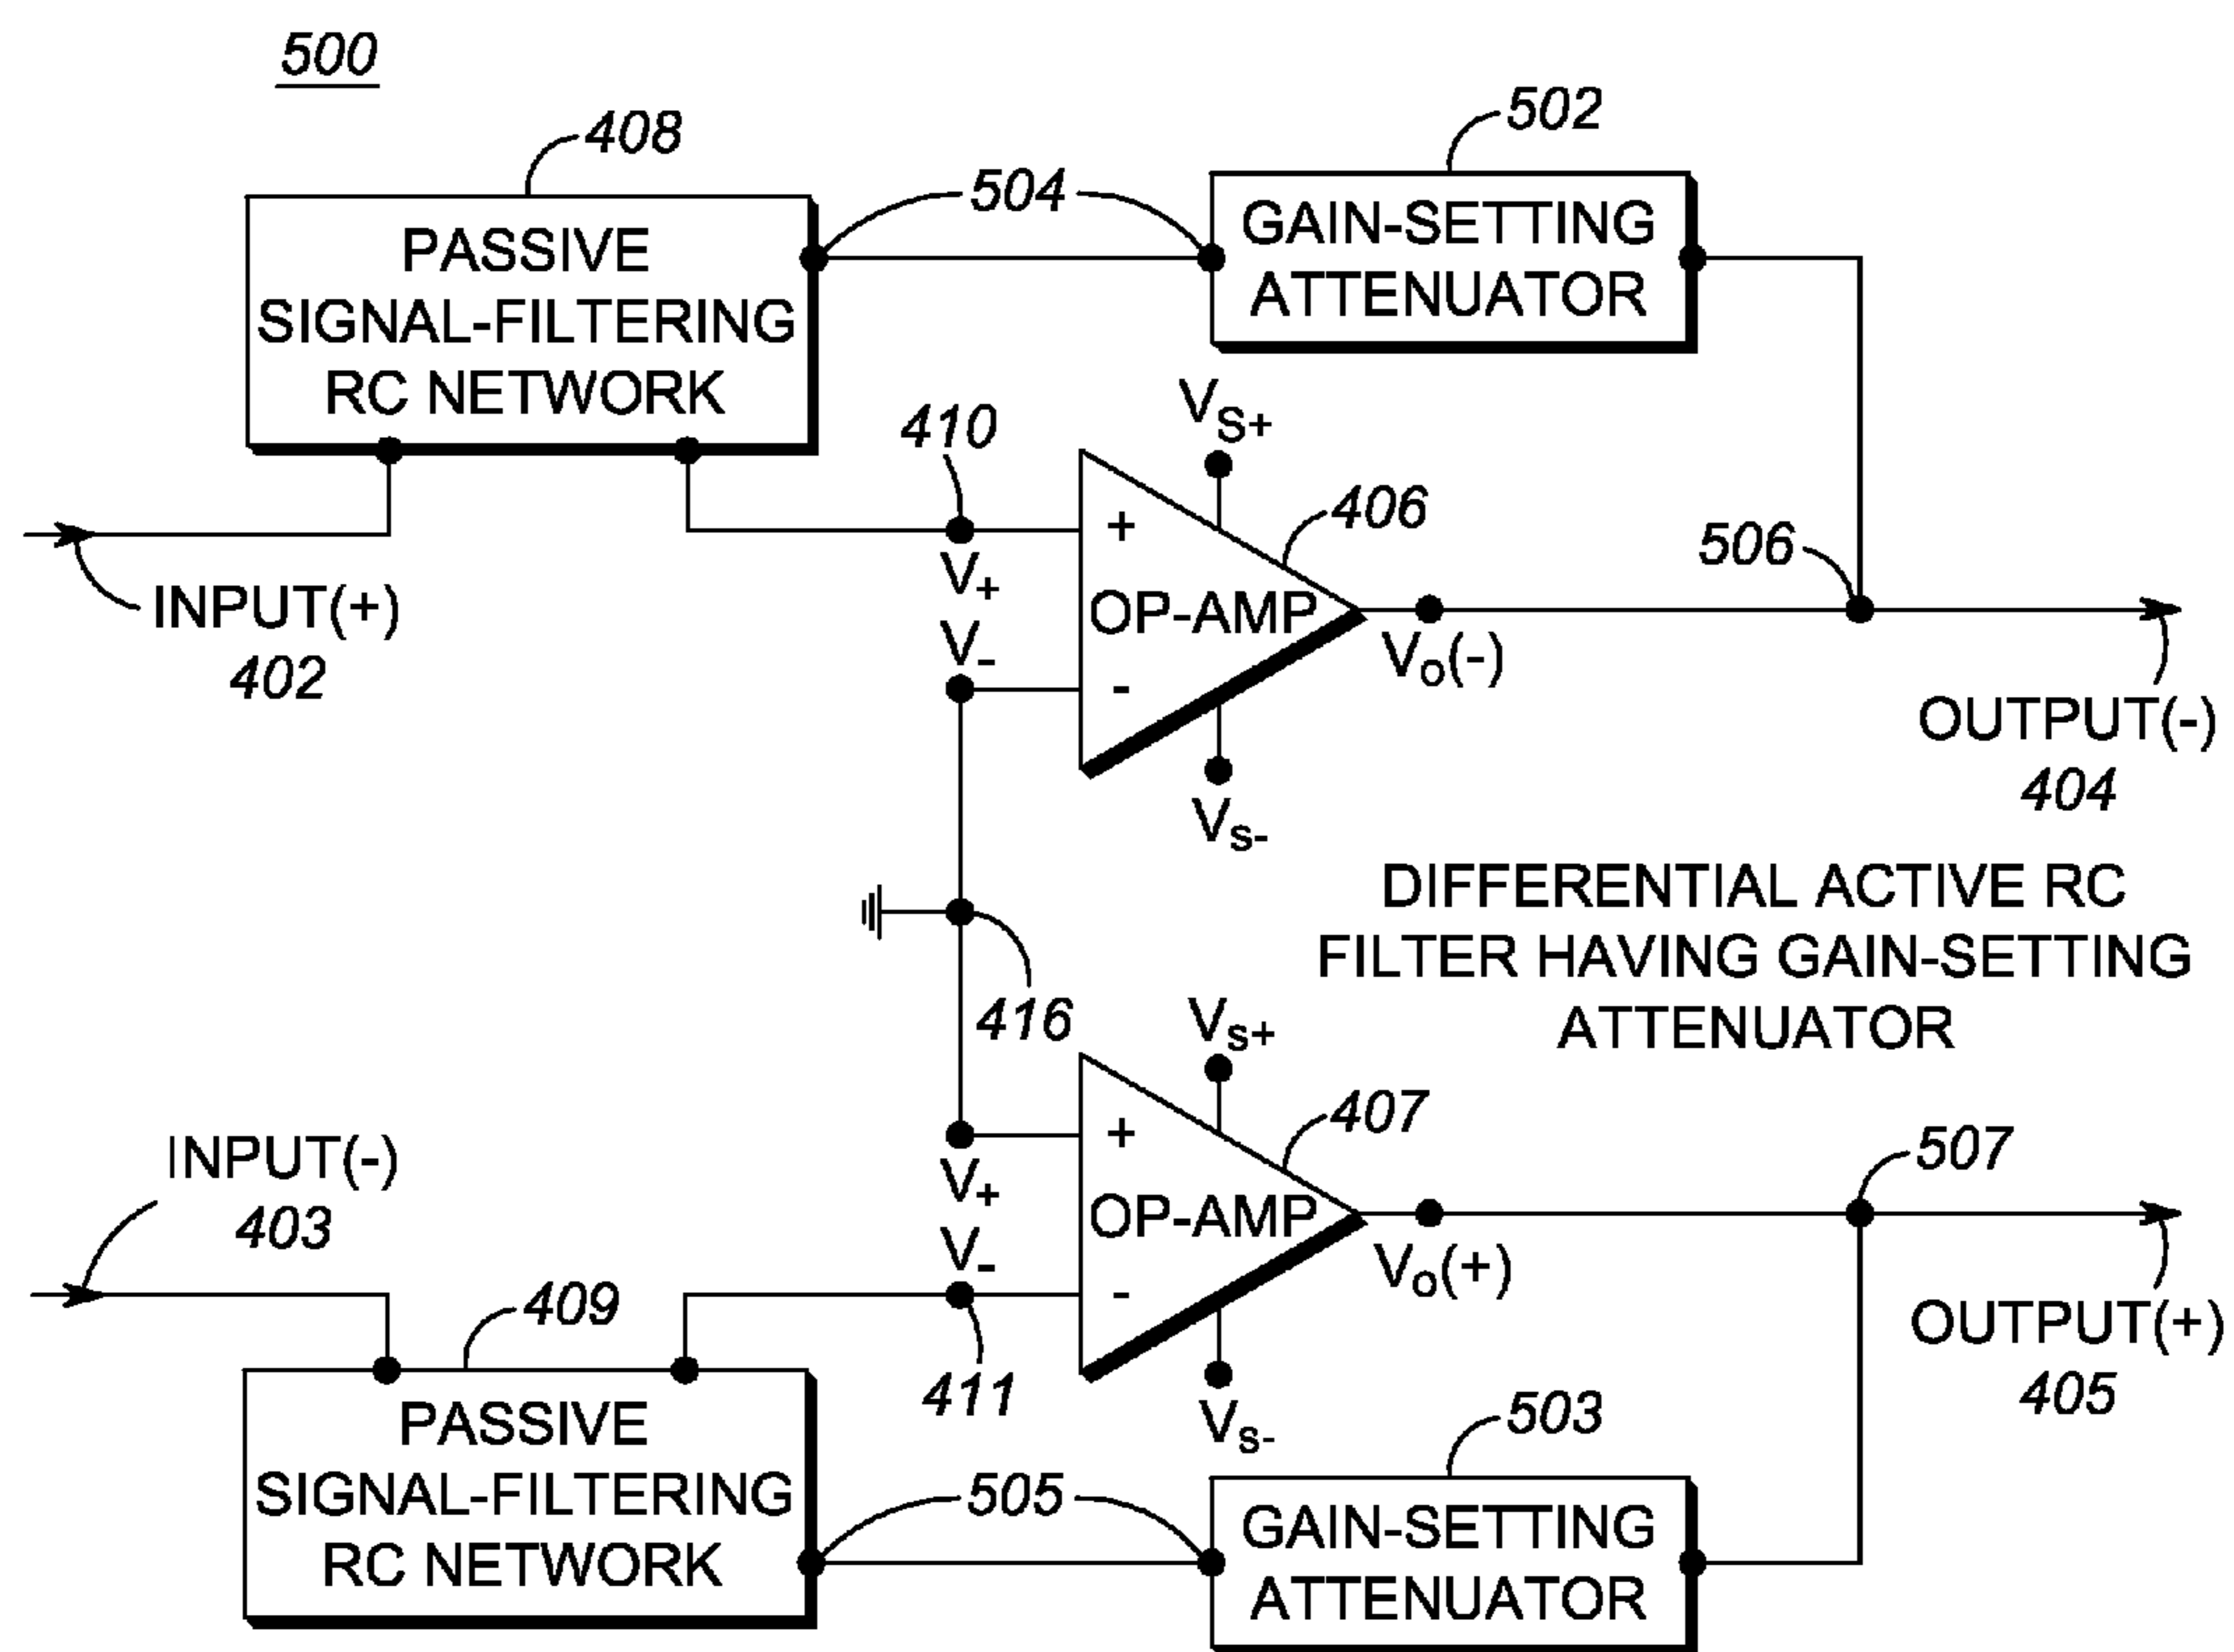 500
408
502
504
PASSIVE
SIGNAL-FILTERING
RC NETWORK
GAIN-SETTING
ATTENUATOR
410
VS+
406
506
+
V+
OP-AMP
V-
-
Vo(-)
INPUT(+)
402
OUTPUT(-)
404
Vs-
DIFFERENTIAL ACTIVE RC
FILTER HAVING GAIN-SETTING
ATTENUATOR
416
Vs+
407
507
INPUT(-)
403
+
V+
OP-AMP
V-
-
Vo(+)
409
411
OUTPUT(+)
405
Vs-
503
PASSIVE
SIGNAL-FILTERING
RC NETWORK
505
GAIN-SETTING
ATTENUATOR